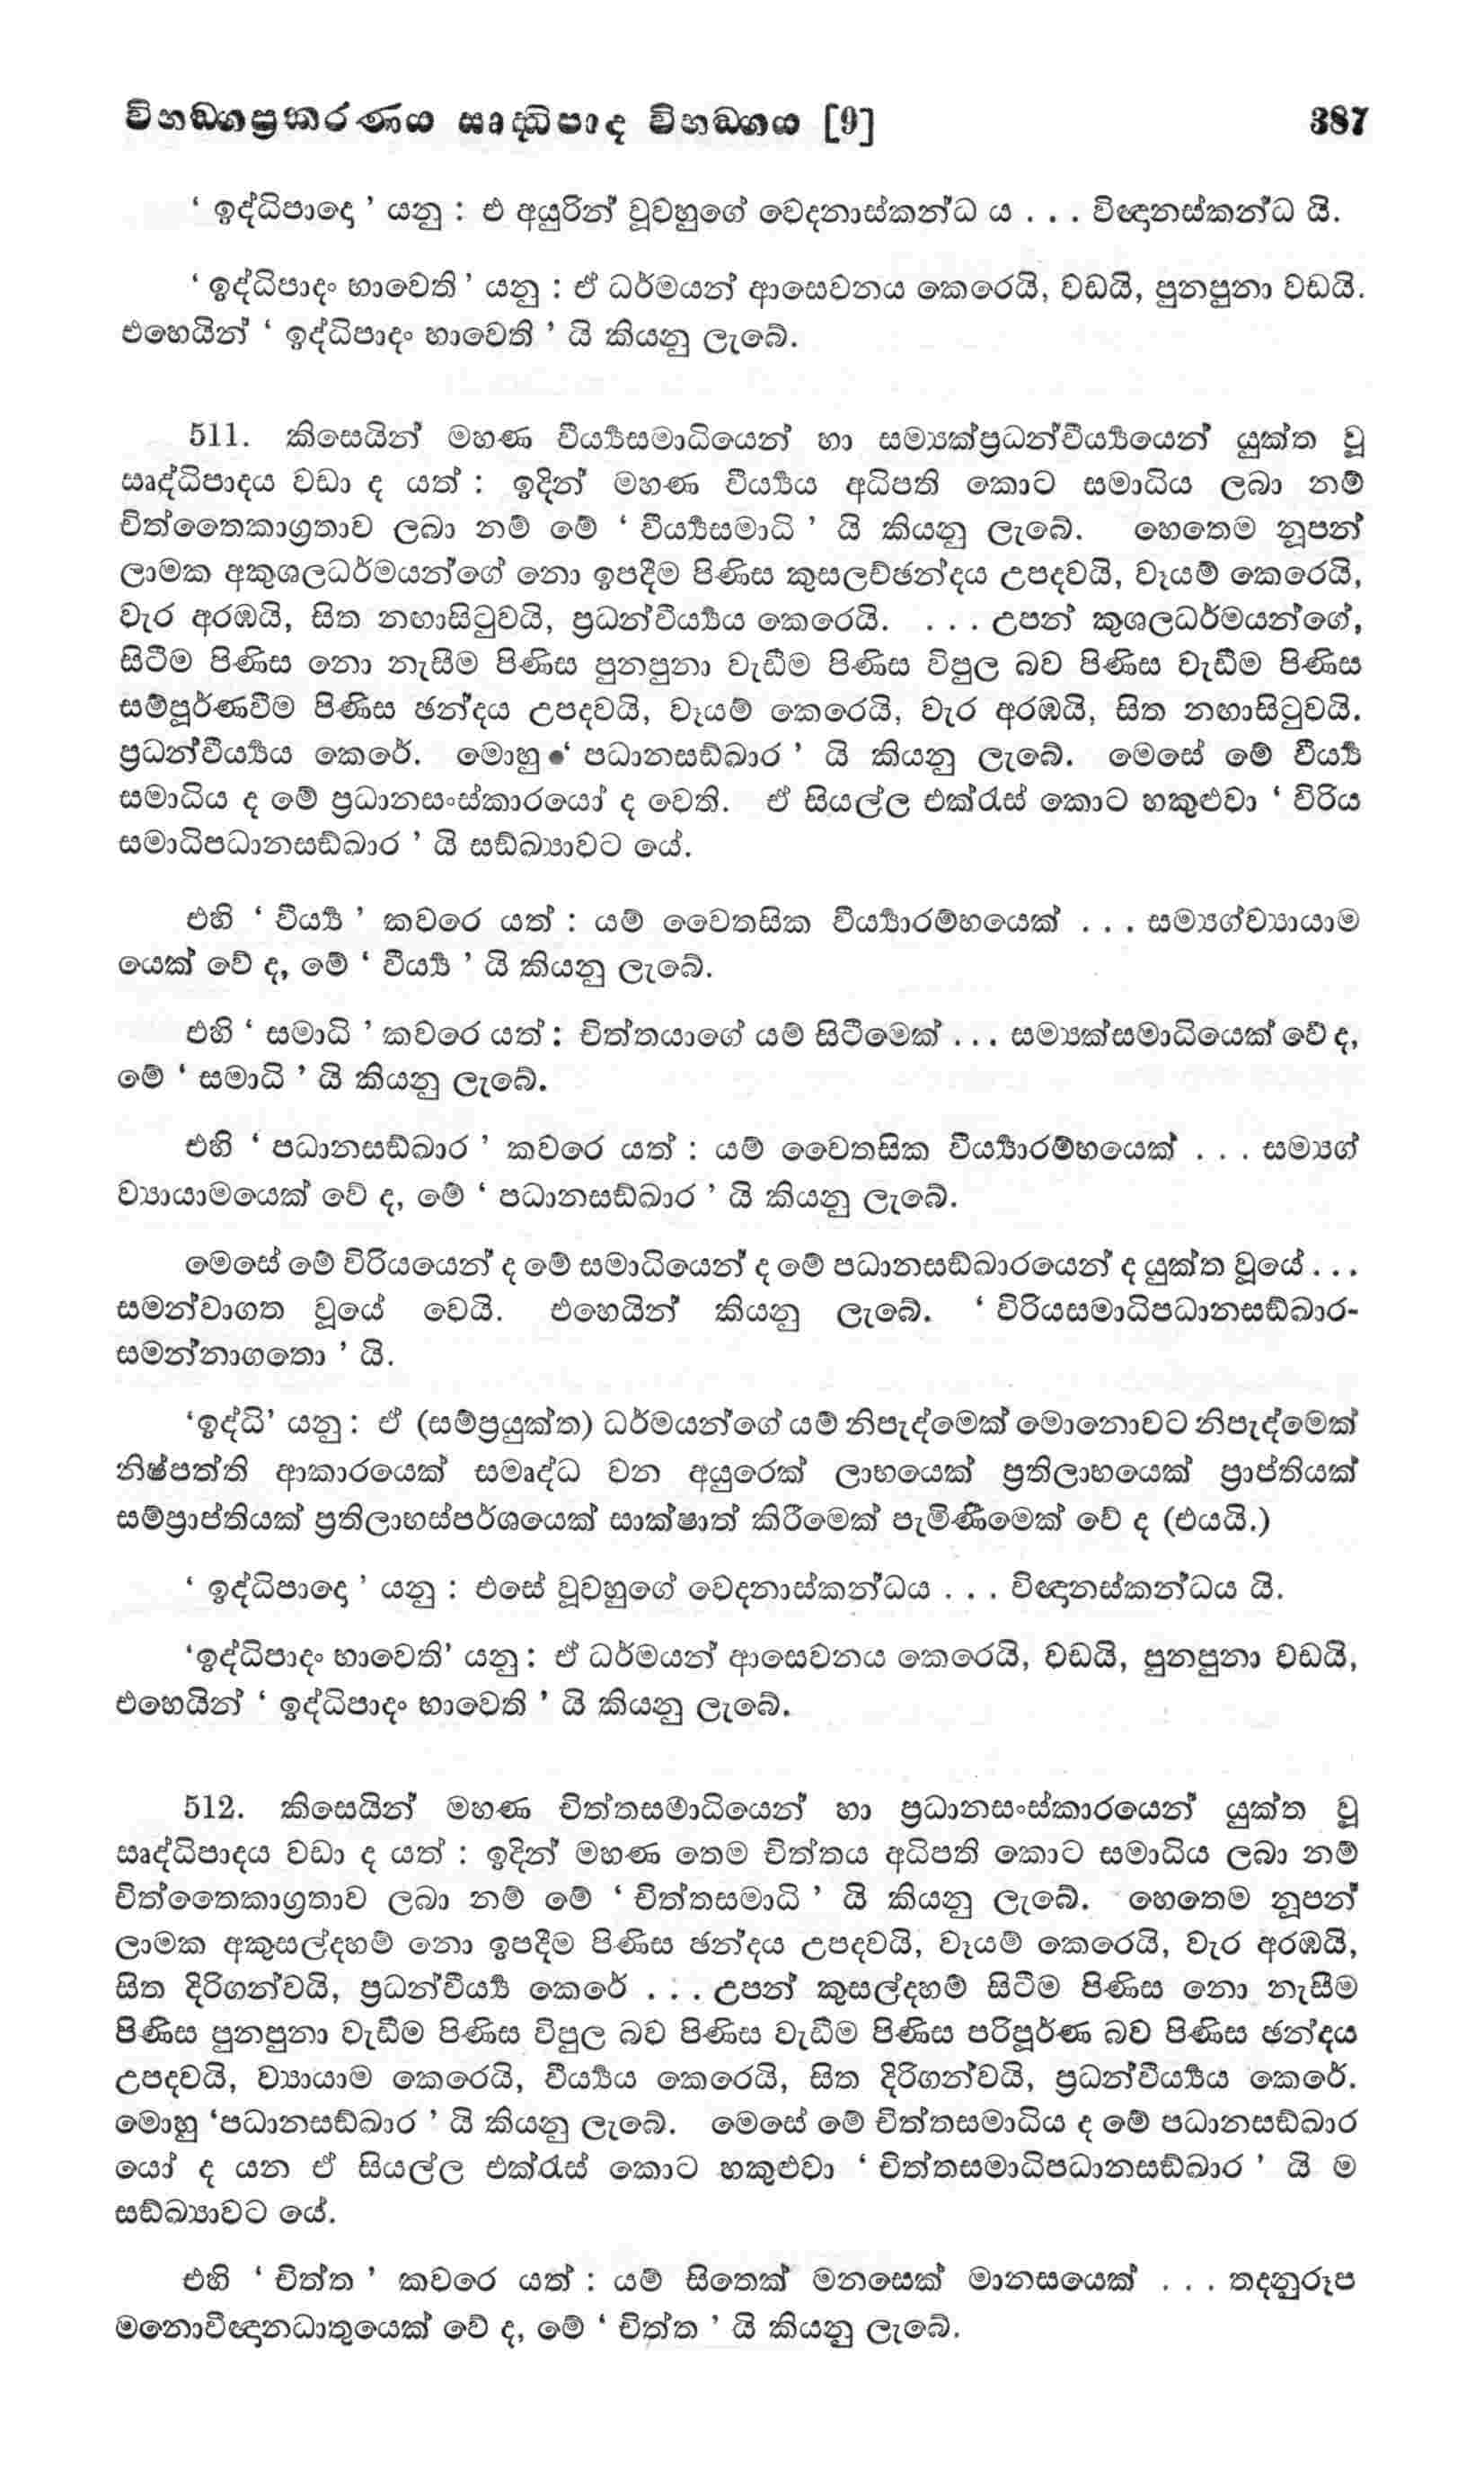 විභඞ්ගප්‍රකරණය සෘද්ධිපාද විභඞ්ගය [9] 387
‘ ඉද්ධිපාදො ’ යනු : එ අයුරින් වූවහුගේ වෙදනාස්කන්ධ ය . . . විඥානස්කන්ධ යි.
‘ ඉද්ධිපාදං භාවෙති ’ යනු : ඒ ධර්මයන් ආසෙවනය කෙරෙයි, වඩයි, පුනපුනා වඩයි.
එහෙයින් ‘ ඉද්ධිපාදං භාවෙති ’ යි කියනු ලැබේ.
511. කිසෙයින් මහණ වීර්‍ය්‍යසමාධියෙන් හා සම්‍යක්ප්‍රධන්වීර්‍ය්‍යයෙන් යුක්ත වූ
සෘද්ධිපාදය වඩා ද යත් : ඉදින් මහණ වීර්‍ය්‍යය අධිපති කොට සමාධිය ලබා නම්
චිත්තෛකාග්‍රතාව ලබා නම් මේ ‘ වීර්‍ය්‍යසමාධි ’ යි කියනු ලැබේ. හෙතෙම නූපන්
ලාමක අකුශලධර්මයන්ගේ නො ඉපදීම පිණිස කුසලච්ඡන්දය උපදවයි, වෑයම් කෙරෙයි,
වැර අරඹයි, සිත නඟාසිටුවයි, ප්‍රධන්වීර්‍ය්‍යය කෙරෙයි. . . . උපන් කුශලධර්මයන්ගේ,
සිටීම පිණිස නො නැසීම පිණිස පුනපුනා වැඩීම පිණිස විපුල බව පිණිස වැඩීම පිණිස
සම්පූර්ණවීම පිණිස ඡන්දය උපදවයි, වෑයම් කෙරෙයි, වැර අරඹයි, සිත නඟාසිටුවයි.
ප්‍රධන්වීර්‍ය්‍යය කෙරේ. මොහු ‘ පධානසඞ්ඛාර ’ යි කියනු ලැබේ. මෙසේ මේ වීර්‍ය්‍ය
සමාධිය ද මේ ප්‍රධානසංස්කාරයෝ ද වෙති. ඒ සියල්ල එක්රැස් කොට හකුළුවා ‘ විරිය
සමාධිපධානසඞ්ඛාර ’ යි සඞ්ඛ්‍යාවට යේ.
එහි ‘ වීර්‍ය්‍ය ’ කවරෙ යත් : යම් චෛතසික වීර්‍ය්‍යාරම්භයෙක් . . . සම්‍යග්ව්‍යායාම
යෙක් වේ ද, මේ ‘ වීර්‍ය්‍ය ’ යි කියනු ලැබේ.
එහි ‘ සමාධි ’ කවරෙ යත් : චිත්තයාගේ යම් සිටීමෙක් . . . සම්‍යක්සමාධියෙක් වේ ද,
මේ ‘ සමාධි ’ යි කියනු ලැබේ.
එහි ‘ පධානසඞ්ඛාර ’ කවරෙ යත් : යම් චෛතසික වීර්‍ය්‍යාරම්භයෙක් . . . සම්‍යග්
ව්‍යායාමයෙක් වේ ද, මේ ‘ පධානසඞ්ඛාර ’ යි කියනු ලැබේ.
මෙසේ මේ විරියයෙන් ද මේ සමාධියෙන් ද මේ පධානසඞ්ඛාරයෙන් ද යුක්ත වූයේ . . .
සමන්වාගත වූයේ වෙයි. එහෙයින් කියනු ලැබේ. ‘ විරියසමාධිපධානසඞ්ඛාර-
සමන්නාගතො ’ යි.
‘ඉද්ධි’ යනු : ඒ (සම්ප්‍රයුක්ත) ධර්මයන්ගේ යම් නිපැද්මෙක් මොනොවට නිපැද්මෙක්
නිෂ්පත්ති ආකාරයෙක් සමෘද්ධ වන අයුරෙක් ලාභයෙක් ප්‍රතිලාභයෙක් ප්‍රාප්තියක්
සම්ප්‍රාප්තියක් ප්‍රතිලාභස්පර්ශයෙක් සාක්ෂාත් කිරීමෙක් පැමිණීමෙක් වේ ද (එයයි.)
‘ ඉද්ධිපාදො ’ යනු : එසේ වූවහුගේ වෙදනාස්කන්ධය . . . විඥානස්කන්ධය යි.
‘ඉද්ධිපාදං භාවෙති’ යනු : ඒ ධර්මයන් ආසෙවනය කෙරෙයි, වඩයි, පුනපුනා වඩයි,
එහෙයින් ‘ ඉද්ධිපාදං භාවෙති ’ යි කියනු ලැබේ.
512. කිසෙයින් මහණ චිත්තසමාධියෙන් හා ප්‍රධානසංස්කාරයෙන් යුක්ත වූ
සෘද්ධිපාදය වඩා ද යත් : ඉදින් මහණ තෙම චිත්තය අධිපති කොට සමාධිය ලබා නම්
චිත්තෛකාග්‍රතාව ලබා නම් මේ ‘ චිත්තසමාධි ’ යි කියනු ලැබේ. හෙතෙම නූපන්
ලාමක අකුසල්දහම් නො ඉපදීම පිණිස ඡන්දය උපදවයි, වෑයම් කෙරෙයි, වැර අරඹයි,
සිත දිරිගන්වයි, ප්‍රධන්වීර්‍ය්‍ය කෙරේ . . . උපන් කුසල්දහම් සිටීම පිණිස නො නැසීම
පිණිස පුනපුනා වැඩීම පිණිස විපුල බව පිණිස වැඩීම පිණිස පරිපූර්ණ බව පිණිස ඡන්දය
උපදවයි, ව්‍යායාම කෙරෙයි, වීර්‍ය්‍යය කෙරෙයි, සිත දිරිගන්වයි, ප්‍රධන්වීර්‍ය්‍යය කෙරේ.
මොහු ‘පධානසඞ්ඛාර ’ යි කියනු ලැබේ. මෙසේ මේ චිත්තසමාධිය ද මේ පධානසඞ්ඛාර
යෝ ද යන ඒ සියල්ල එක්රැස් කොට හකුළුවා ‘ චිත්තසමාධිපධානසඞ්ඛාර ’ යි ම
සඞ්ඛ්‍යාවට යේ.
එහි ‘ චිත්ත ’ කවරෙ යත් : යම් සිතෙක් මනසෙක් මානසයෙක් . . . තදනුරූප
මනොවිඥානධාතුයෙක් වේ ද, මේ ‘ චිත්ත ’ යි කියනු ලැබේ.